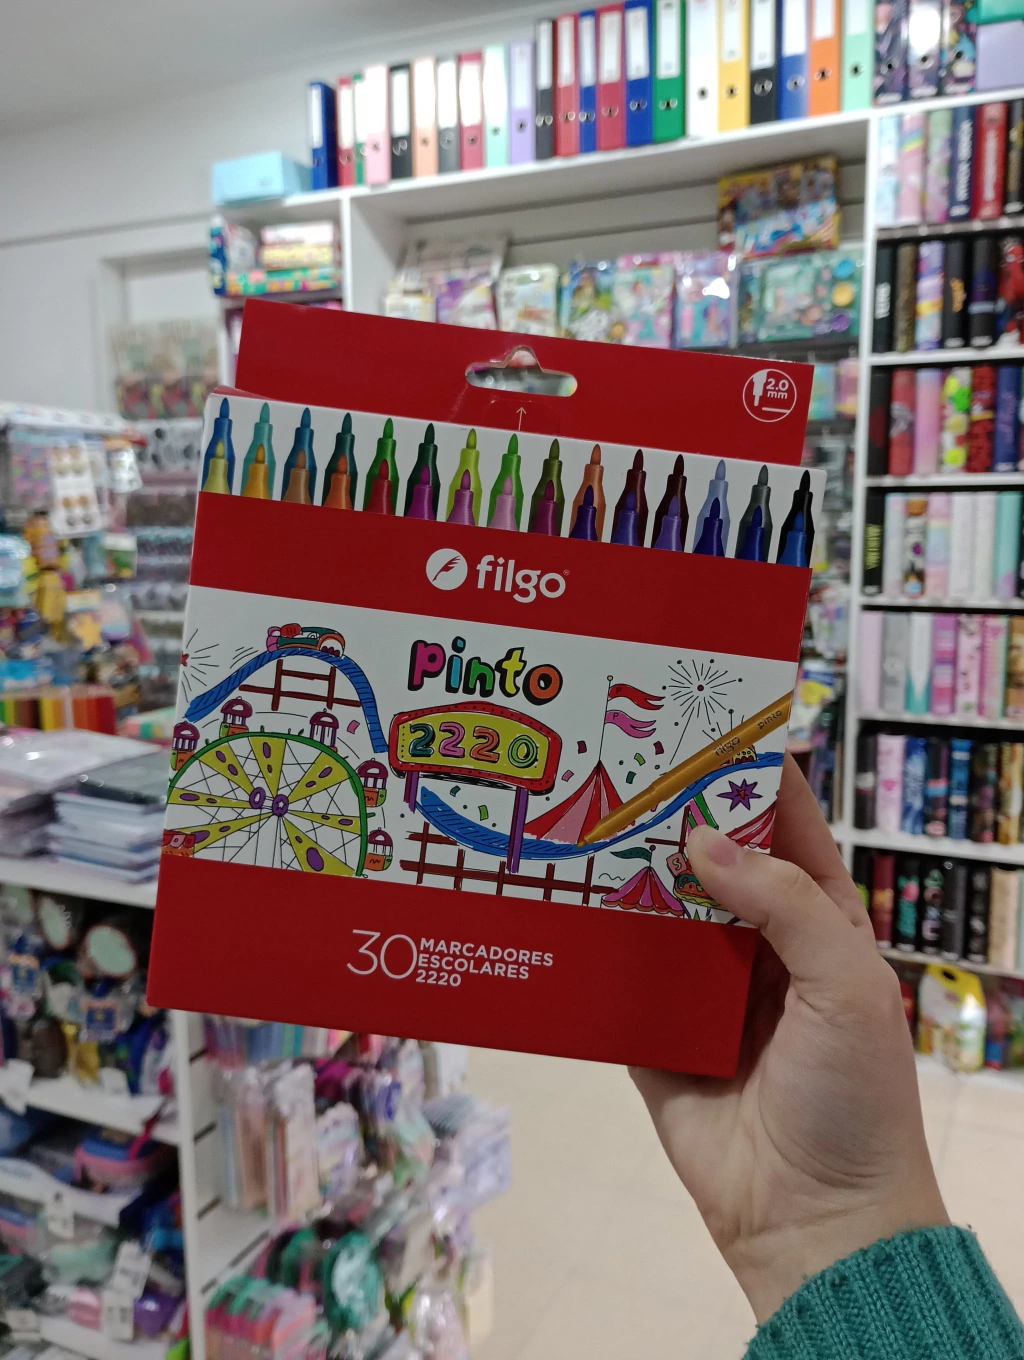 2.0
mm
filgo
pinto
2220
filgo pinto
30 MARCADORES
ESCOLARES
2220